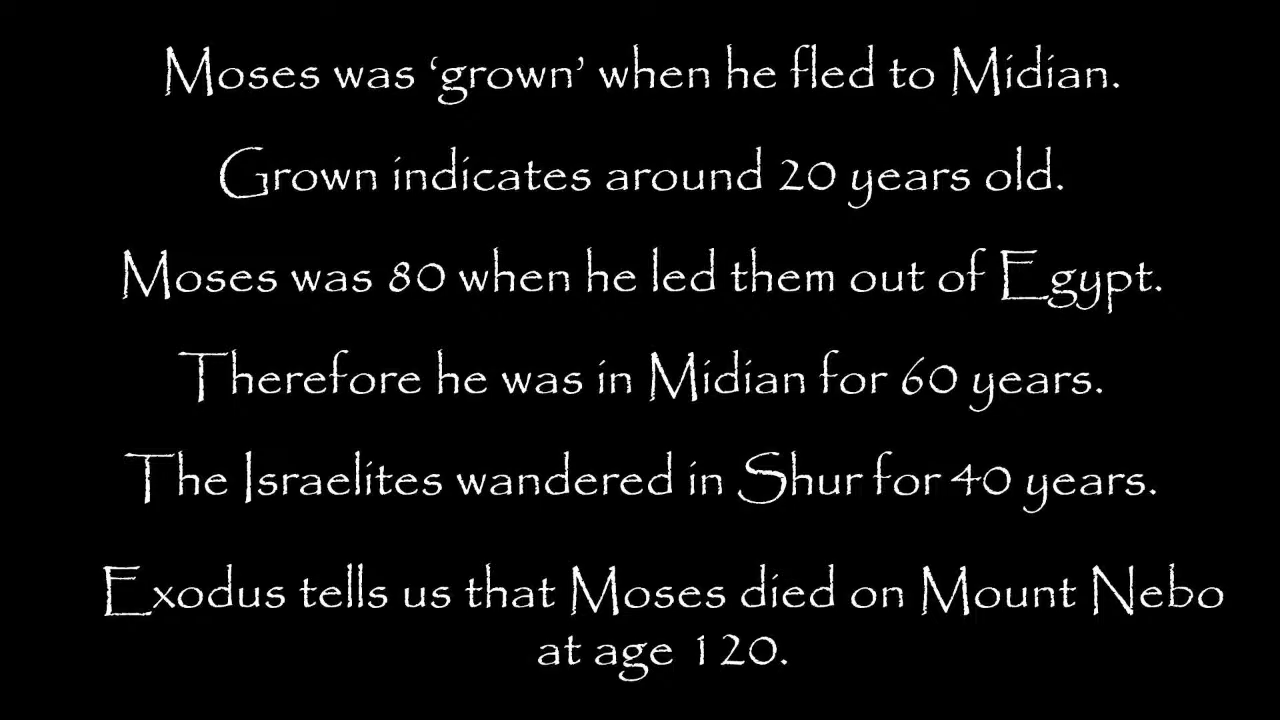 Moses was ‘grown’ when he fled to Midian.
Grown indicates around 20 years old.
Moses was 80 when he led them out of Egypt.
Therefore he was in Midian for 60 years.
The Israelites wandered in Shur for 40 years.
Exodus tells us that Moses died on Mount Nebo
at age 120.